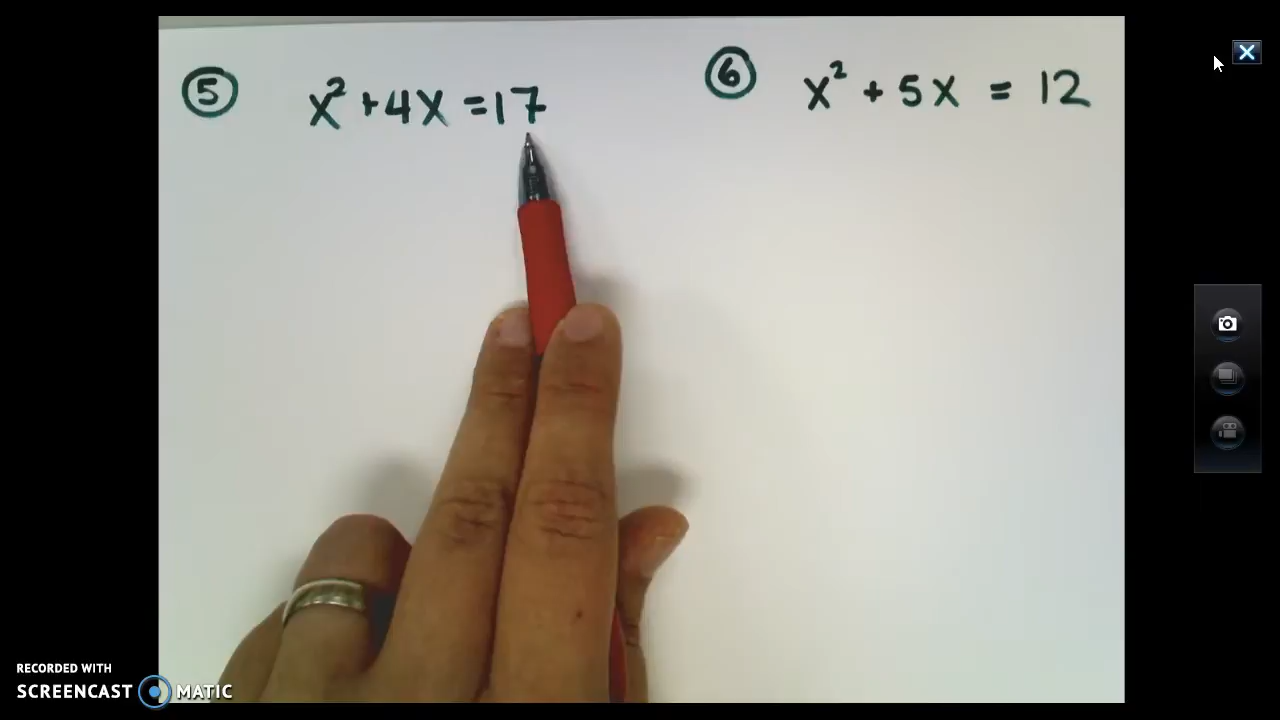 ⑤ x² + 4x = 17
⑥ x² + 5x = 12
RECORDED WITH
SCREENCAST MATIC